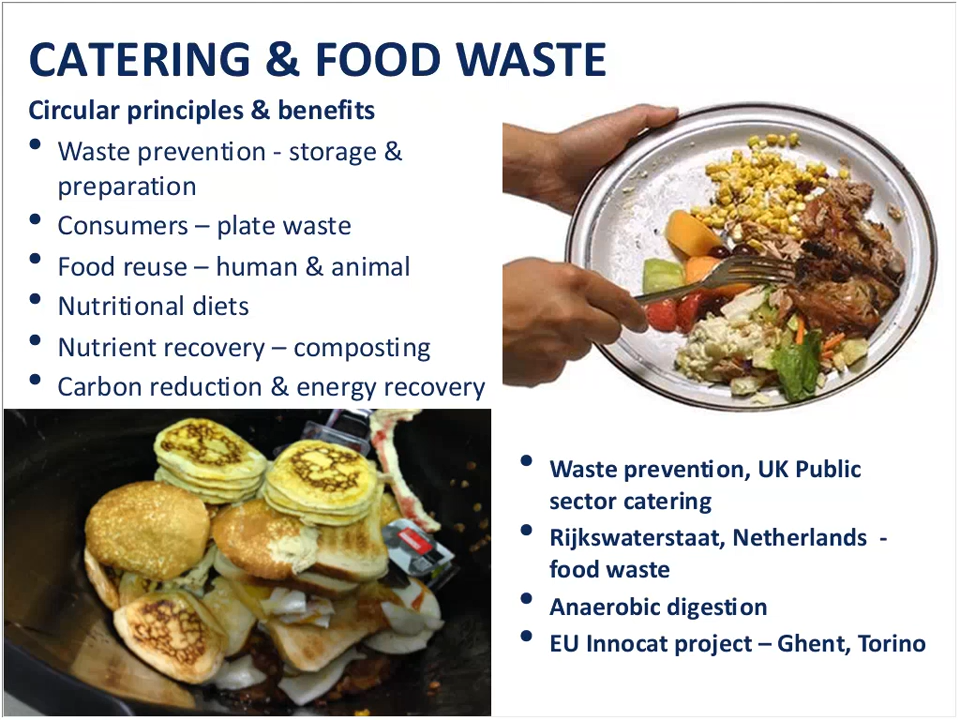 CATERING & FOOD WASTE
Circular principles & benefits
• Waste prevention - storage &
preparation
• Consumers – plate waste
• Food reuse – human & animal
• Nutritional diets
• Nutrient recovery – composting
• Carbon reduction & energy recovery
• Waste prevention, UK Public
sector catering
• Rijkswaterstaat, Netherlands -
food waste
• Anaerobic digestion
• EU Innocat project – Ghent, Torino